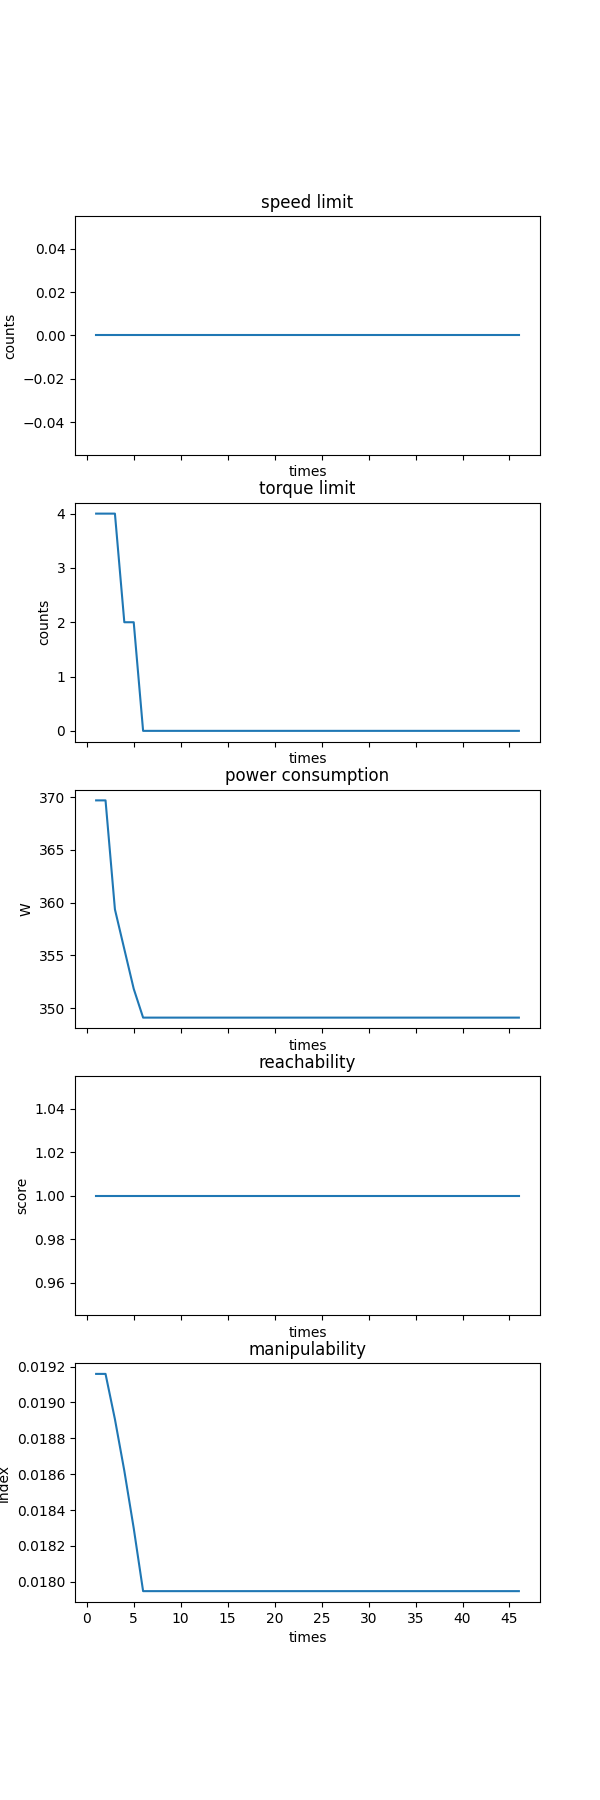 speed limit
0.04
0.02
counts
0.00
−0.02
−0.04
times
torque limit
4
3
counts
2
1
0
times
power consumption
370
365
W
360
355
350
times
reachability
1.04
1.02
score
1.00
0.98
0.96
times
manipulability
0.0192
0.0190
0.0188
0.0186
index
0.0184
0.0182
0.0180
0 5 10 15 20 25 30 35 40 45
times